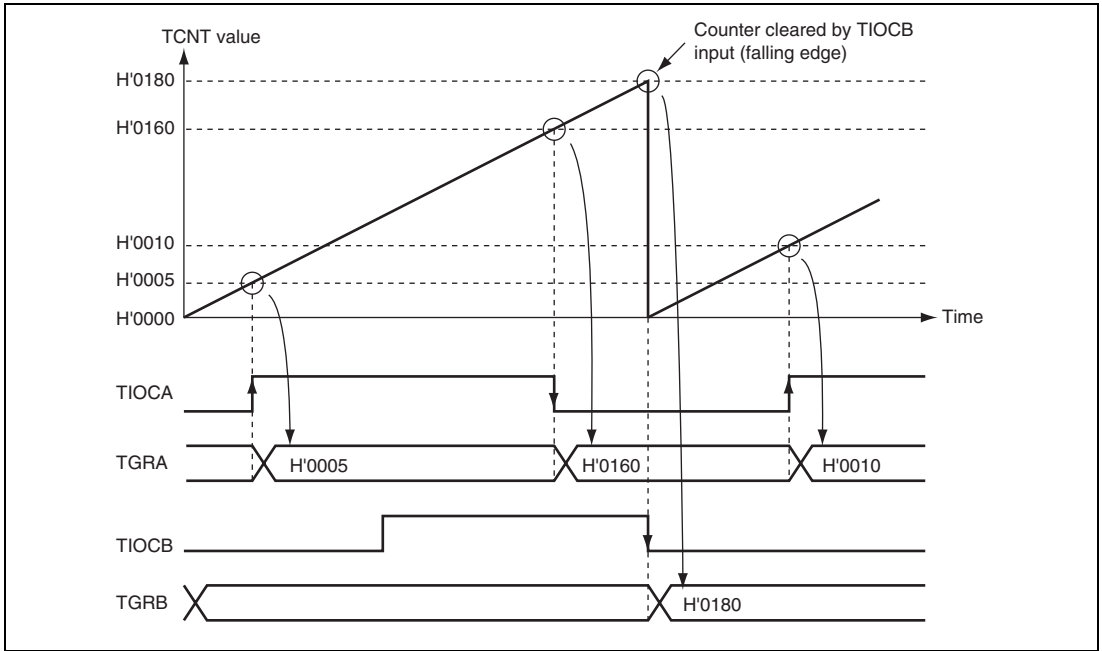 TCNT value
Counter cleared by TIOCB
input (falling edge)
H'0180
H'0160
H'0010
H'0005
H'0000
Time
TIOCA
TGRA
H'0005
H'0160
H'0010
TIOCB
TGRB
H'0180